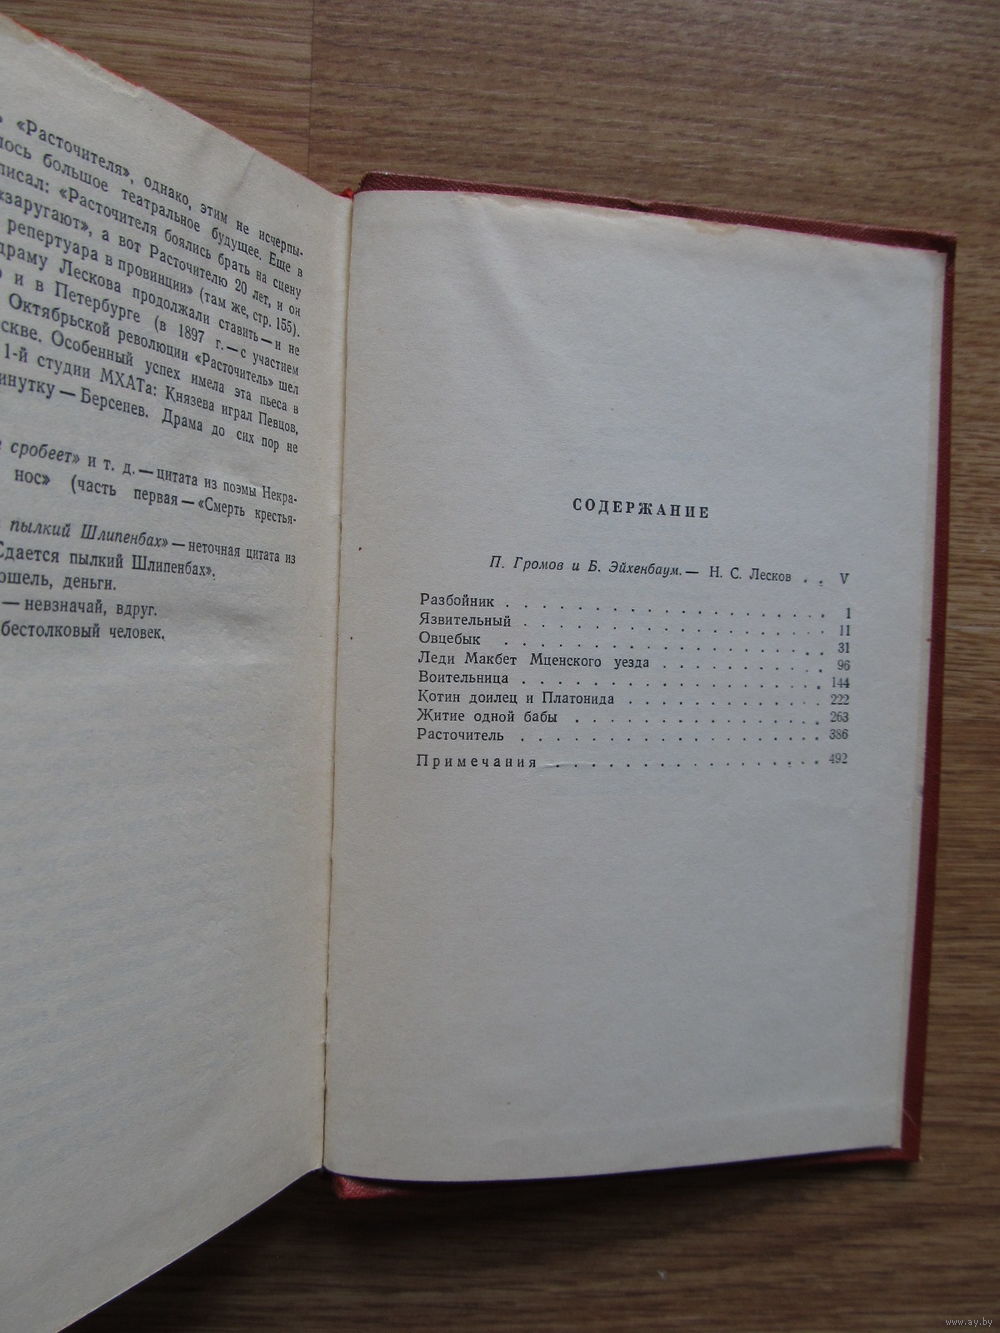 «Расточителя», однако, этим не исчерпы-
лось большое театральное будущее. Еще в
писал: «Расточителя боялись брать на сцену
«заругают», а вот Расточителю 20 лет, и он
репертуара в провинции» (там же, стр. 155).
драму Лескова продолжали ставить — и не
и в Петербурге (в 1897 г. — с участием
Октябрьской революции «Расточитель» шел
скве. Особенный успех имела эта пьеса в
1-й студии МХАТа: Князева играл Певцов,
инутку — Берсенев. Драма до сих пор не
сробеет» и т. д. — цитата из поэмы Некра-
нос» (часть первая — «Смерть крестья-
пылкий Шлипенбах» — неточная цитата из
Сдается пылкий Шлипенбах».
ошель, деньги.
— невзначай, вдруг.
бестолковый человек.
СОДЕРЖАНИЕ
П. Громов и Б. Эйхенбаум. — Н. С. Лесков . . V
Разбойник . . . . . . . . . . . . . . . . . . 1
Язвительный . . . . . . . . . . . . . . . . . 11
Овцебык . . . . . . . . . . . . . . . . . . . 31
Леди Макбет Мценского уезда . . . . . . . . . 96
Воительница . . . . . . . . . . . . . . . . . 144
Котин доилец и Платонида . . . . . . . . . . . 222
Житие одной бабы . . . . . . . . . . . . . . . 263
Расточитель . . . . . . . . . . . . . . . . . 386
Примечания . . . . . . . . . . . . . . . . . 492
www.ay.by